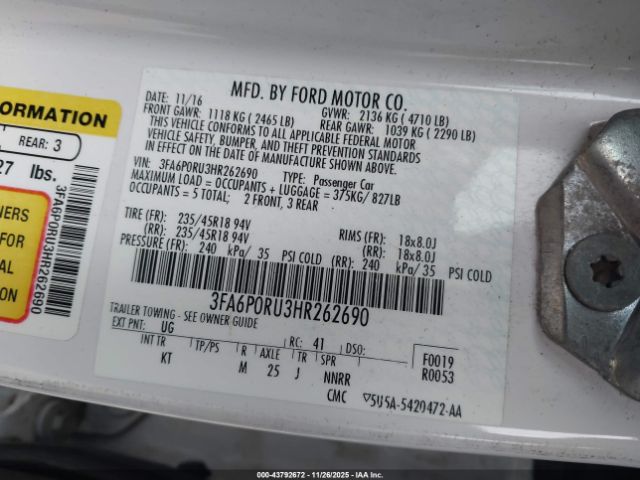 ORMATION
REAR: 3
27 lbs.
3FA6P0RU3HR262690
NERS
FOR
AL
N
MFD. BY FORD MOTOR CO.
DATE: 11/16 GVWR: 2136 KG ( 4710 LB)
FRONT GAWR: 1118 KG ( 2465 LB) REAR GAWR: 1039 KG ( 2290 LB)
THIS VEHICLE CONFORMS TO ALL APPLICABLE FEDERAL MOTOR
VEHICLE SAFETY, BUMPER, AND THEFT PREVENTION STANDARDS
IN EFFECT ON THE DATE OF MANUFACTURE SHOWN ABOVE.
VIN: 3FA6P0RU3HR262690 TYPE: Passenger Car
MAXIMUM LOAD = OCCUPANTS + LUGGAGE = 375KG/ 827LB
OCCUPANTS = 5 TOTAL; 2 FRONT, 3 REAR
TIRE (FR): 235/45R18 94V RIMS (FR): 18x8.0J
(RR): 235/45R18 94V (RR): 18x8.0J
PRESSURE (FR): 240 kPa/ 35 PSI COLD (RR): 240 kPa/ 35 PSI COLD
3FA6P0RU3HR262690
TRAILER TOWING - SEE OWNER GUIDE
EXT PNT: UG RC: 41 DSO: F0019
INT TR TP/PS R AXLE TR SPR R0053
KT M 25 J NNRR
CMC 5U5A-5420472-AA
000-43792672 11/26/2025 IAAI.COM